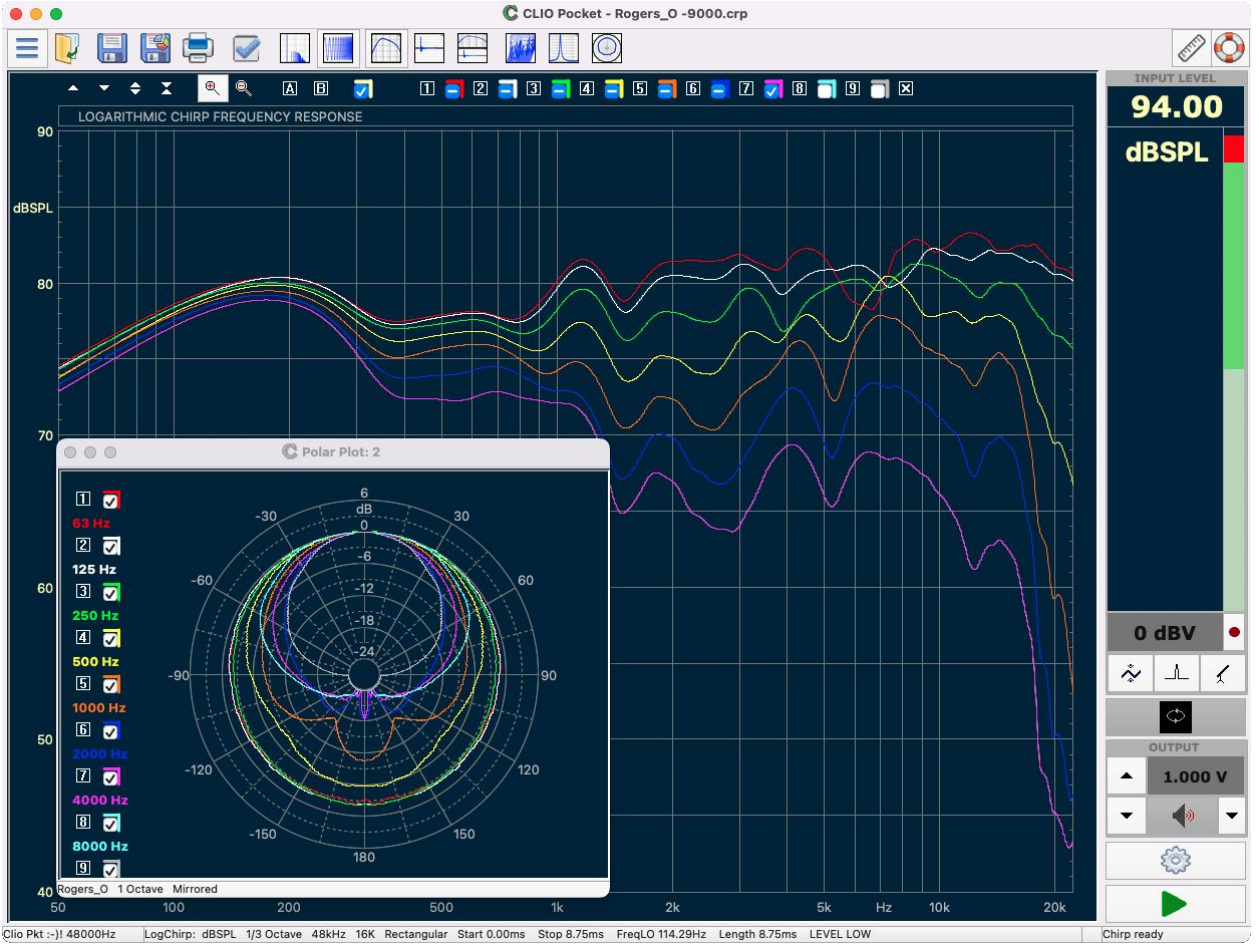 CLIO Pocket - Rogers_O -9000.crp
A B 1 2 3 4 5 6 7 8 9
INPUT LEVEL
94.00
dBSPL
LOGARITHMIC CHIRP FREQUENCY RESPONSE
90
dBSPL
80
70
60
50
40
Polar Plot: 2
1
63 Hz
2
125 Hz
3
250 Hz
4
500 Hz
5
1000 Hz
6
2000 Hz
7
4000 Hz
8
8000 Hz
9
6
dB
0
-6
-12
-18
-24
-30 30
-60 60
-90 90
-120 120
-150 150
180
Rogers_O 1 Octave Mirrored
50 100 200 500 1k 2k 5k Hz 10k 20k
0 dBV
OUTPUT
1.000 V
Clio Pkt :-)! 48000Hz LogChirp: dBSPL 1/3 Octave 48kHz 16K Rectangular Start 0.00ms Stop 8.75ms FreqLO 114.29Hz Length 8.75ms LEVEL LOW Chirp ready